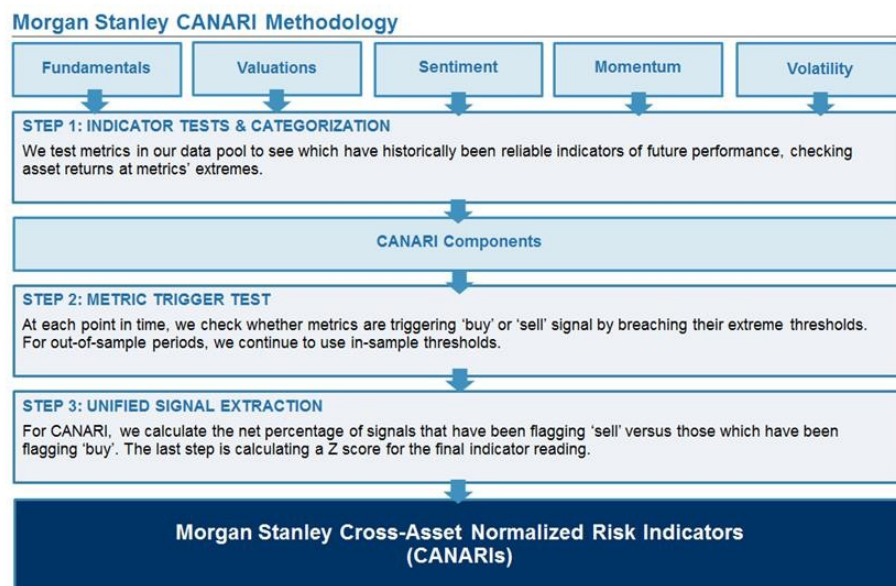 Morgan Stanley CANARI Methodology
Fundamentals
Valuations
Sentiment
Momentum
Volatility
STEP 1: INDICATOR TESTS & CATEGORIZATION
We test metrics in our data pool to see which have historically been reliable indicators of future performance, checking
asset returns at metrics’ extremes.
CANARI Components
STEP 2: METRIC TRIGGER TEST
At each point in time, we check whether metrics are triggering ‘buy’ or ‘sell’ signal by breaching their extreme thresholds.
For out-of-sample periods, we continue to use in-sample thresholds.
STEP 3: UNIFIED SIGNAL EXTRACTION
For CANARI, we calculate the net percentage of signals that have been flagging ‘sell’ versus those which have been
flagging ‘buy’. The last step is calculating a Z score for the final indicator reading.
Morgan Stanley Cross-Asset Normalized Risk Indicators
(CANARIs)